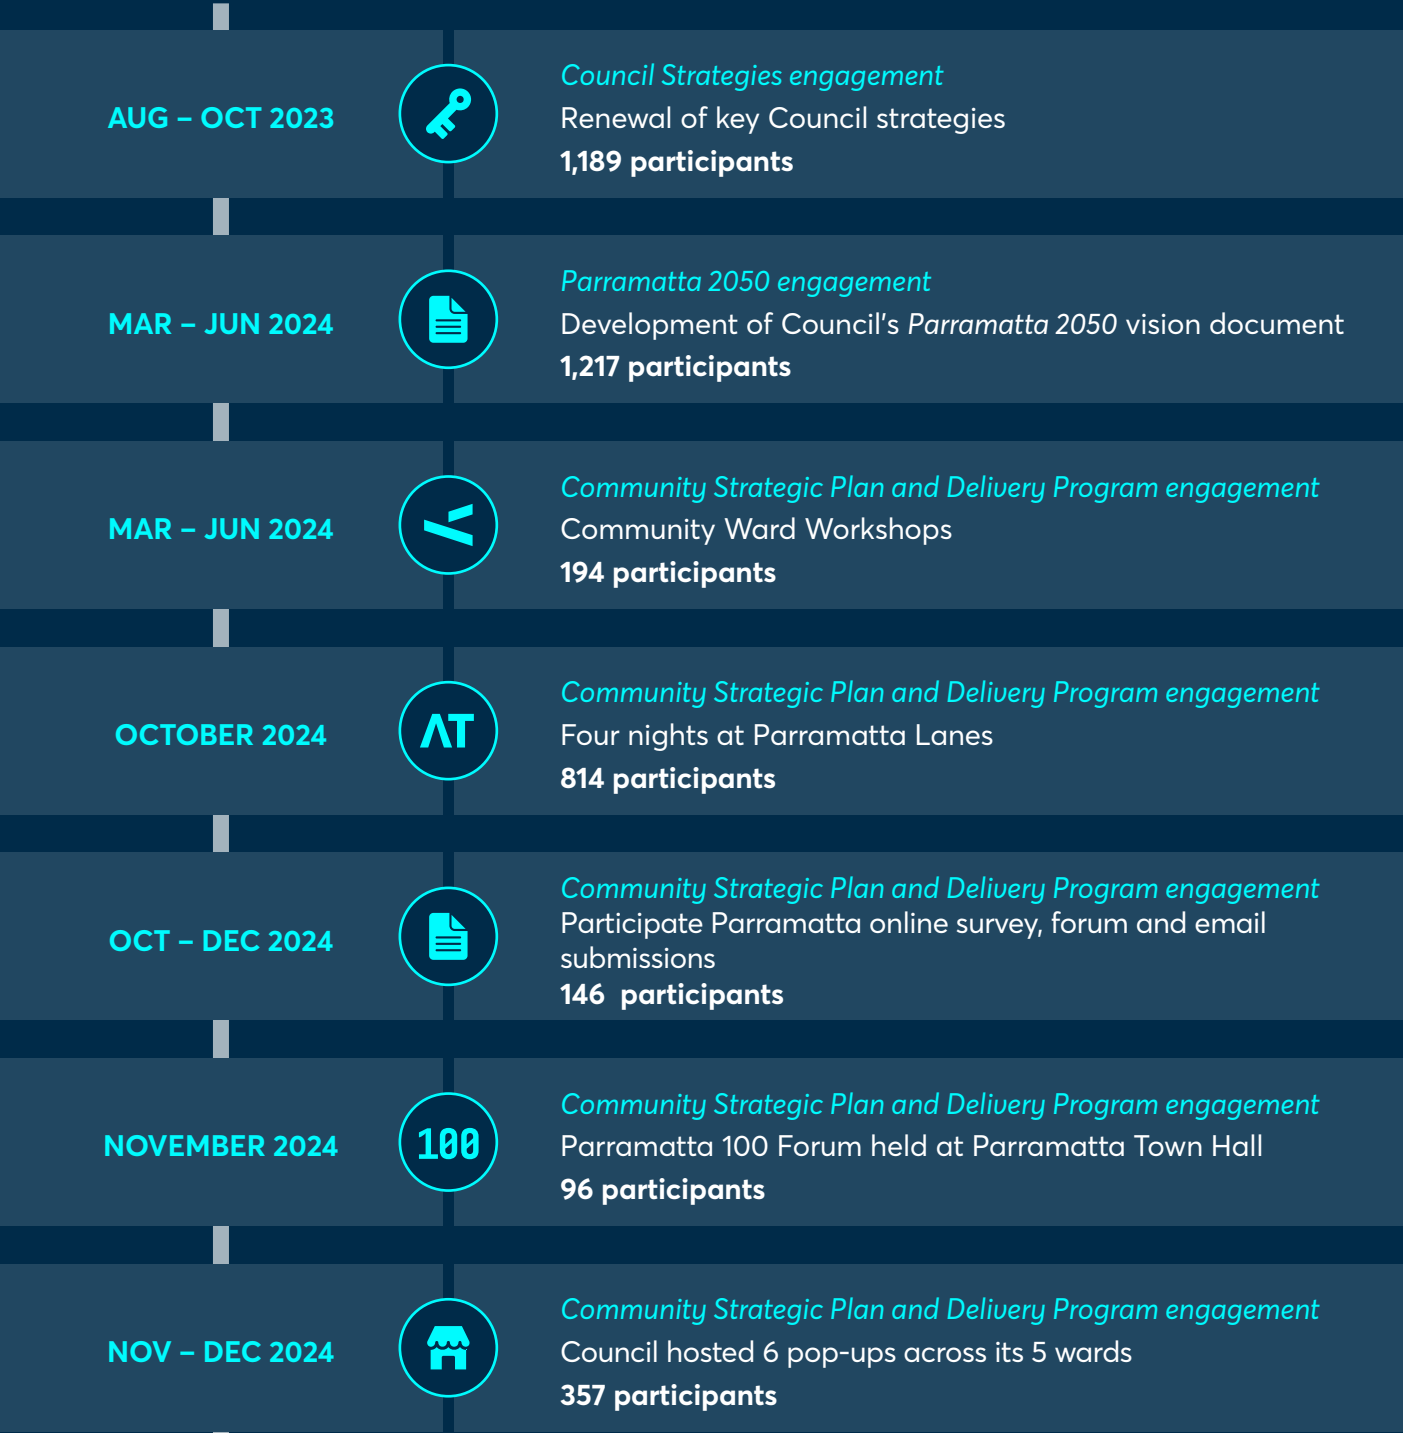 AUG – OCT 2023
Council Strategies engagement
Renewal of key Council strategies
1,189 participants
MAR – JUN 2024
Parramatta 2050 engagement
Development of Council's Parramatta 2050 vision document
1,217 participants
MAR – JUN 2024
Community Strategic Plan and Delivery Program engagement
Community Ward Workshops
194 participants
OCTOBER 2024
AT
Community Strategic Plan and Delivery Program engagement
Four nights at Parramatta Lanes
814 participants
OCT – DEC 2024
Community Strategic Plan and Delivery Program engagement
Participate Parramatta online survey, forum and email
submissions
146  participants
NOVEMBER 2024
100
Community Strategic Plan and Delivery Program engagement
Parramatta 100 Forum held at Parramatta Town Hall
96 participants
NOV – DEC 2024
Community Strategic Plan and Delivery Program engagement
Council hosted 6 pop-ups across its 5 wards
357 participants